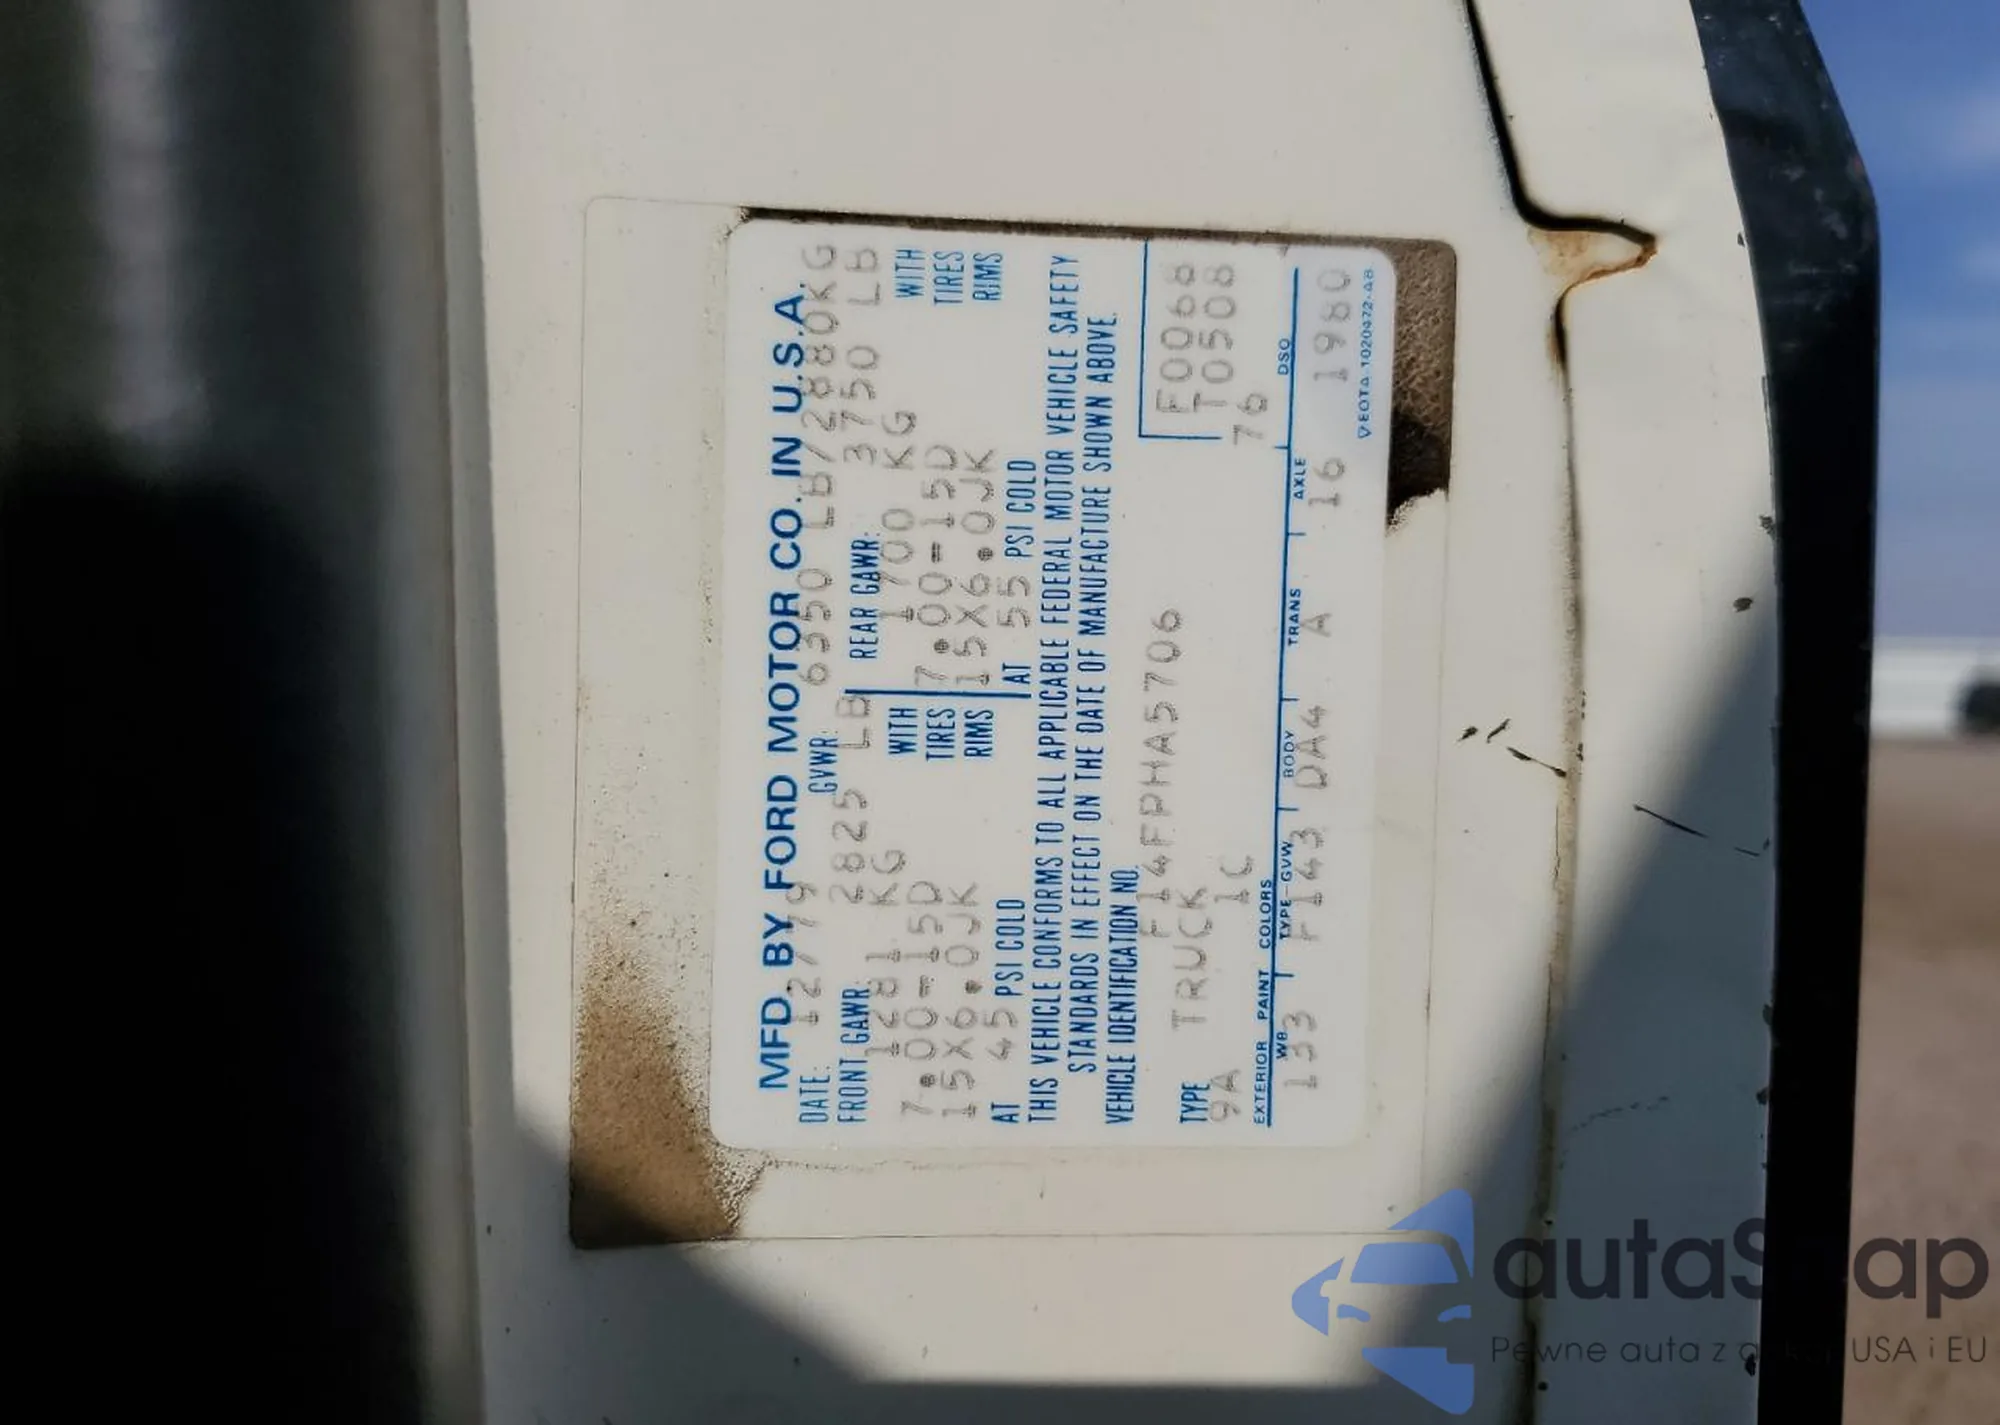 MFD. BY FORD MOTOR CO. IN U.S.A.
DATE: 12/79 GVWR: 6350 LB/2880KG
FRONT GAWR: 2825 LB REAR GAWR: 3750 LB
1281 KG WITH 1700 KG WITH
7.00-15D TIRES 7.00-15D TIRES
15X6.0JK RIMS 15X6.0JK RIMS
AT 45 PSI COLD AT 55 PSI COLD
THIS VEHICLE CONFORMS TO ALL APPLICABLE FEDERAL MOTOR VEHICLE SAFETY
STANDARDS IN EFFECT ON THE DATE OF MANUFACTURE SHOWN ABOVE.
VEHICLE IDENTIFICATION NO.
F14FPHA5706 F0068
TYPE TRUCK T0508
9A 1C 76
EXTERIOR PAINT COLORS DSO
WB TYPE-GVW BODY TRANS AXLE
133 F143 DA4 A 16 1980
▽EOTA-1020472-AB
autaSnap
Pewne auta z USA i EU